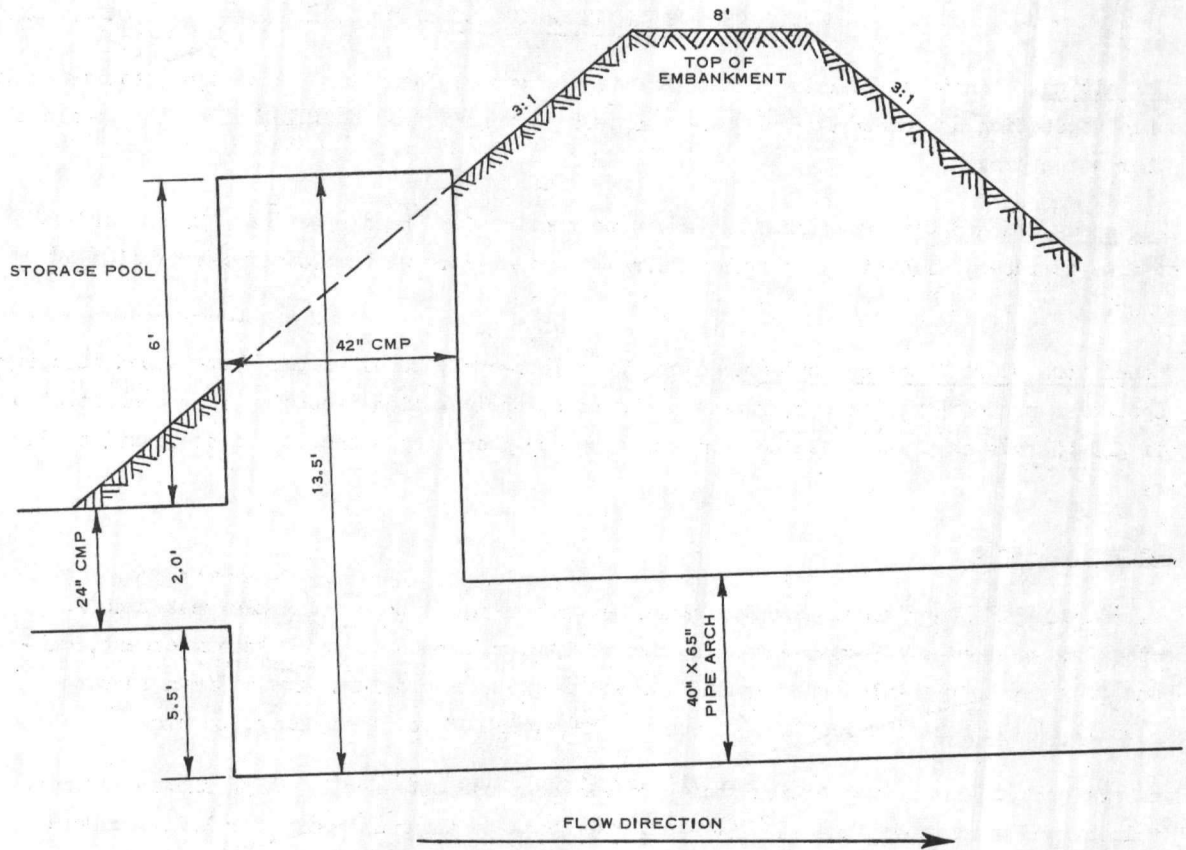 8'
TOP OF
EMBANKMENT
3:1
3:1
STORAGE POOL
6'
42" CMP
13.5'
24" CMP
2.0'
5.5'
40" X 65"
PIPE ARCH
FLOW DIRECTION